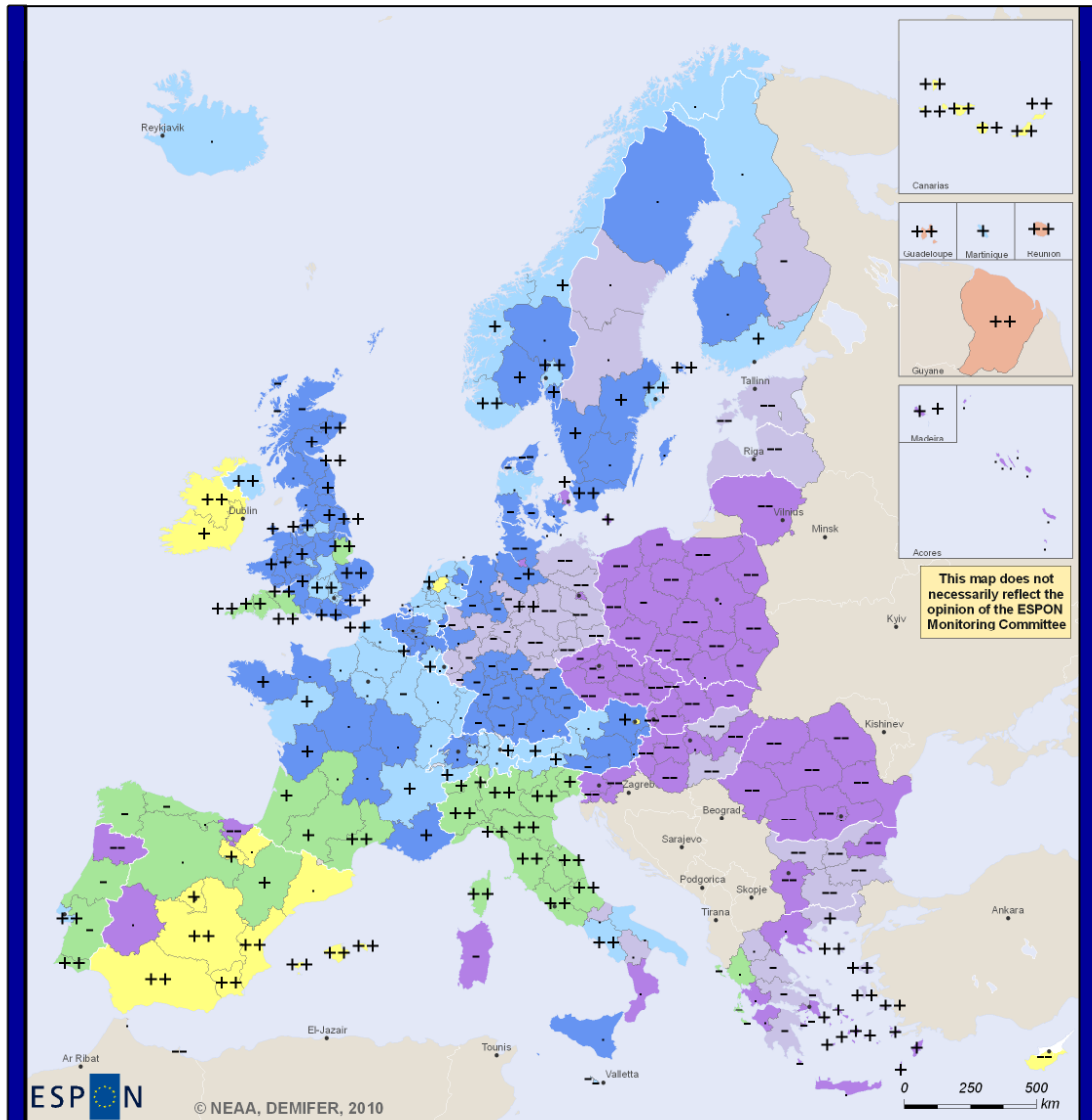 Reykjavik
Canarias
Guadeloupe
Martinique
Réunion
Guyane
Madeira
Acores
This map does not
necessarily reflect the
opinion of the ESPON
Monitoring Committee
Tallinn
Riga
Vilnius
Minsk
Dublin
Kyiv
Kishinev
Zagreb
Beograd
Sarajevo
Podgorica
Skopje
Tirana
Ankara
El-Jazair
Tounis
Ar Ribat
Valletta
0 250 500
km
ESPON
© NEAA, DEMIFER, 2010